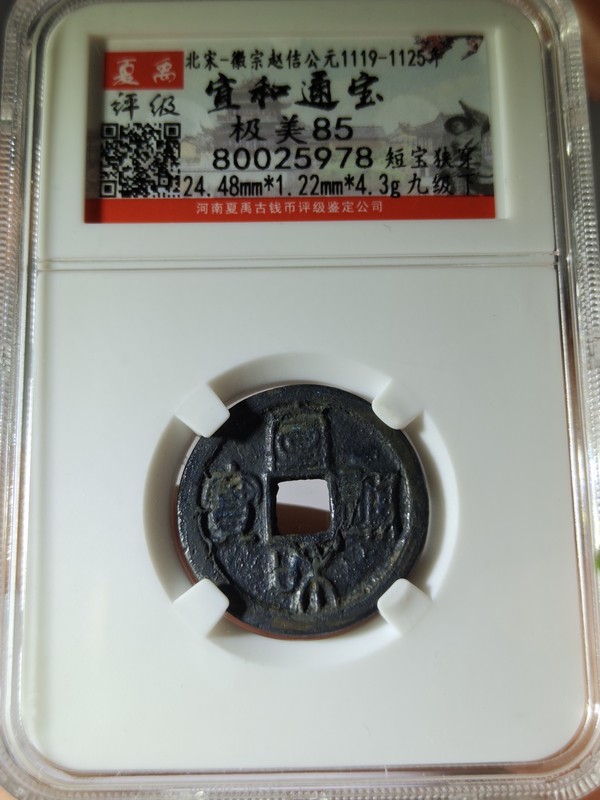 夏禹
评级
北宋-徽宗赵佶公元1119-1125年
宣和通宝
极美85
80025978 短宝狭穿
24.48mm*1.22mm*4.3g 九级下
河南夏禹古钱币评级鉴定公司
宣和通寶